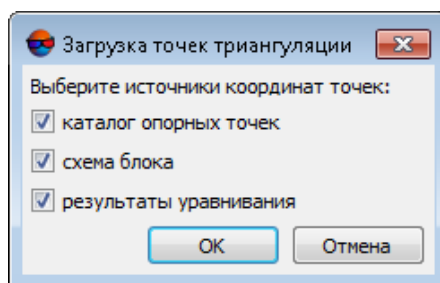 Загрузка точек триангуляции
Выберите источники координат точек:
каталог опорных точек
схема блока
результаты уравнивания
OK
Отмена